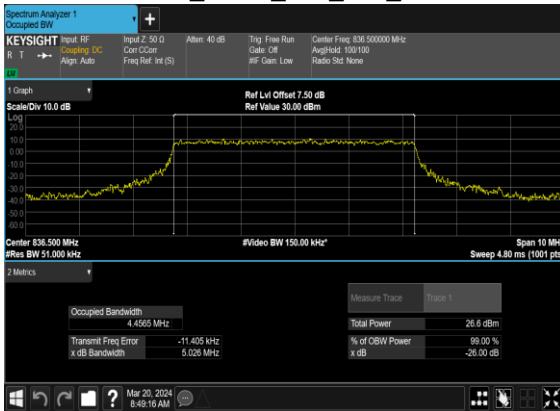 Spectrum Analyzer 1
Occupied BW
KEYSIGHT
R T
Input: RF
Coupling: DC
Align: Auto
Input Z: 50 Ω
Corr CCorr
Freq Ref: Int (S)
Atten: 40 dB
Trig: Free Run
Gate: Off
#IF Gain: Low
Center Freq: 836.500000 MHz
Avg|Hold: 100/100
Radio Std: None
1 Graph
Scale/Div 10.0 dB
Ref Lvl Offset 7.50 dB
Ref Value 30.00 dBm
Log
20.0
10.0
0.00
-10.0
-20.0
-30.0
-40.0
-50.0
-60.0
Center 836.500 MHz
#Res BW 51.000 kHz
#Video BW 150.00 kHz*
Span 10 MH
Sweep 4.80 ms (1001 pts
2 Metrics
Measure Trace
Trace 1
Occupied Bandwidth
4.4565 MHz
Total Power
26.6 dBm
Transmit Freq Error
-11.405 kHz
% of OBW Power
99.00 %
x dB Bandwidth
5.026 MHz
x dB
-26.00 dB
Mar 20, 2024
8:49:16 AM